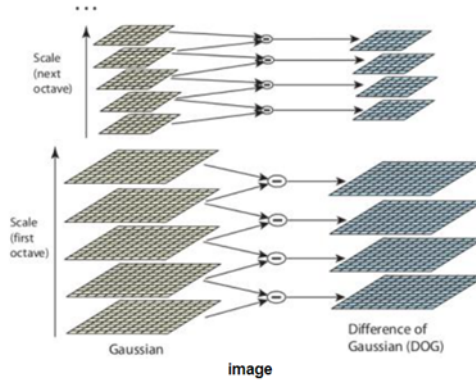 ...
Scale
(next
octave)
Scale
(first
octave)
Gaussian
Difference of
Gaussian (DOG)
image